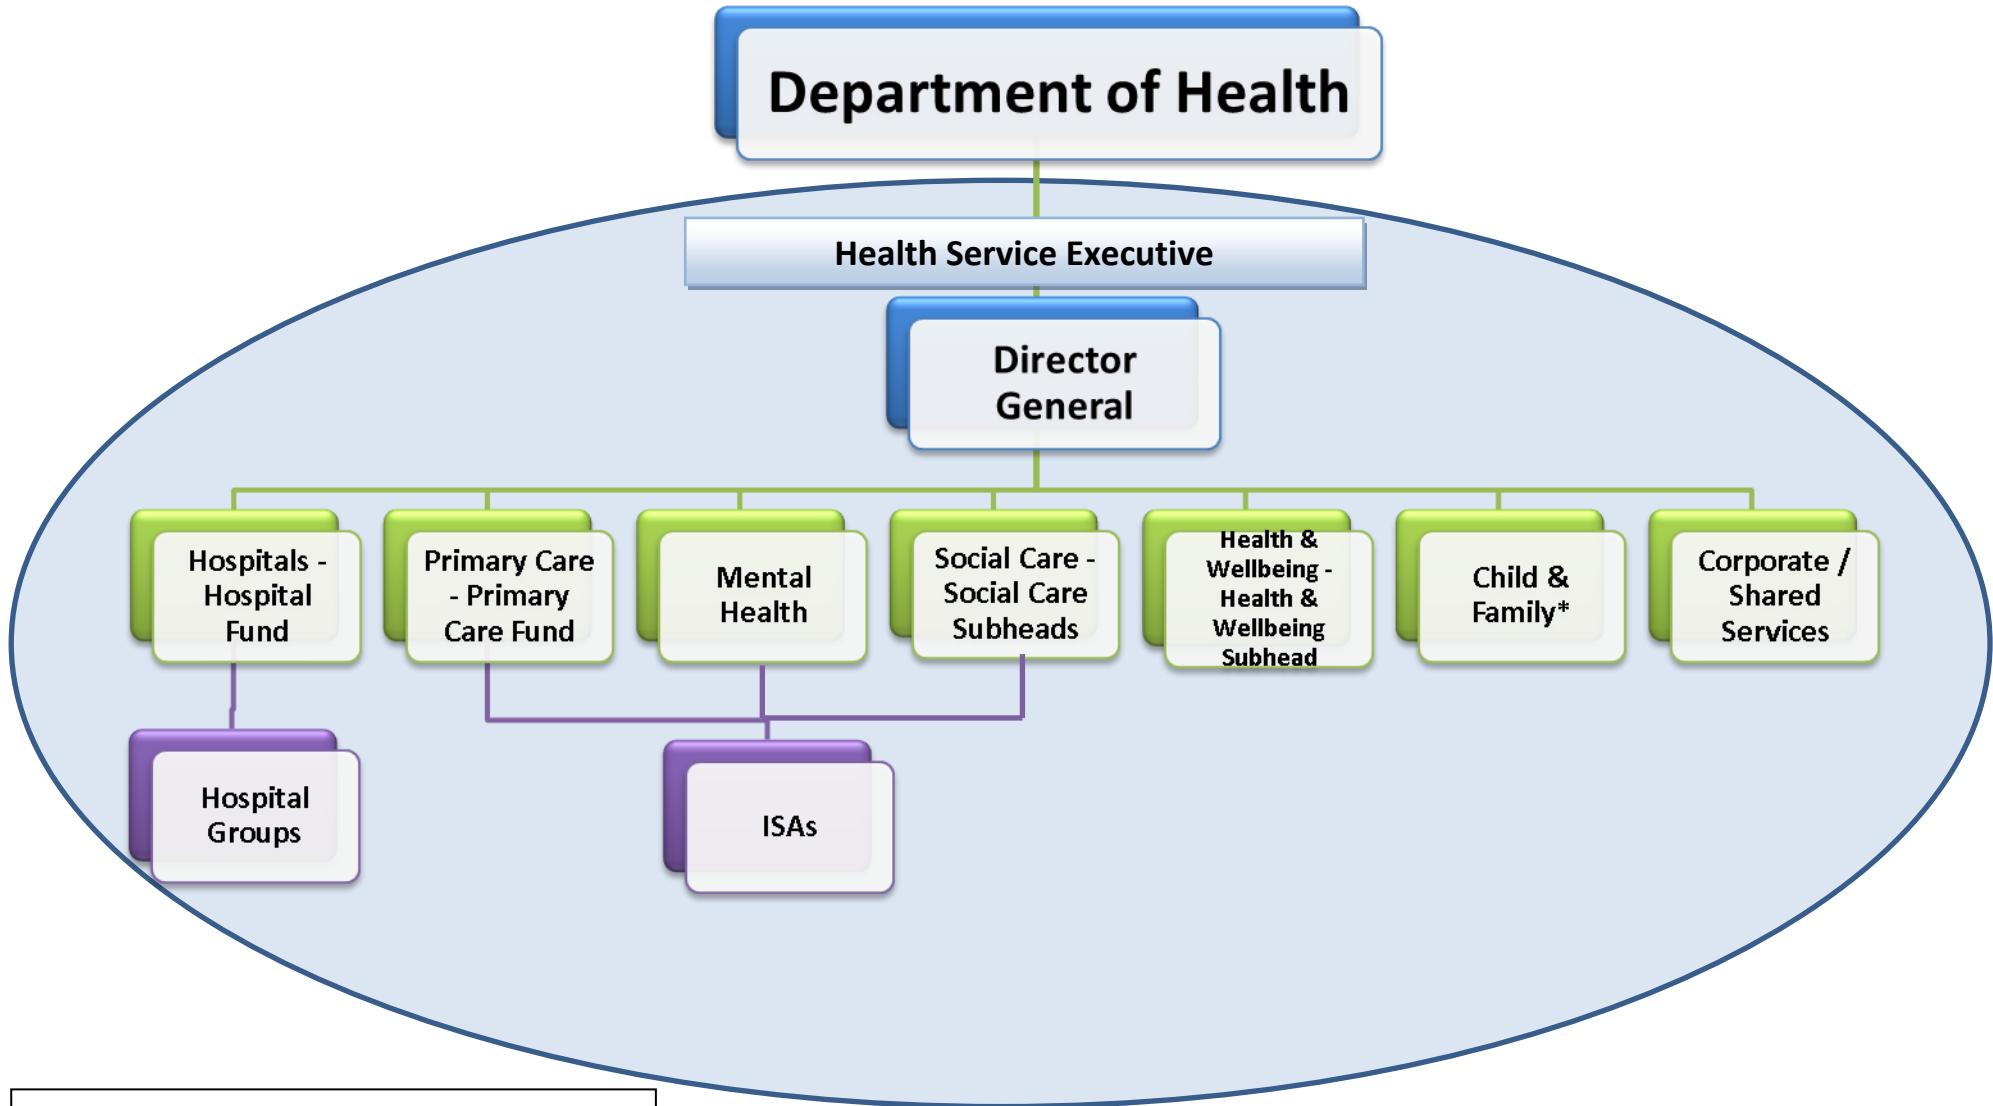 Department of Health
Health Service Executive
Director
General
Hospitals -
Hospital
Fund
Primary Care
- Primary
Care Fund
Mental
Health
Social Care -
Social Care
Subheads
Health &
Wellbeing -
Health &
Wellbeing
Subhead
Child &
Family*
Corporate /
Shared
Services
Hospital
Groups
ISAs